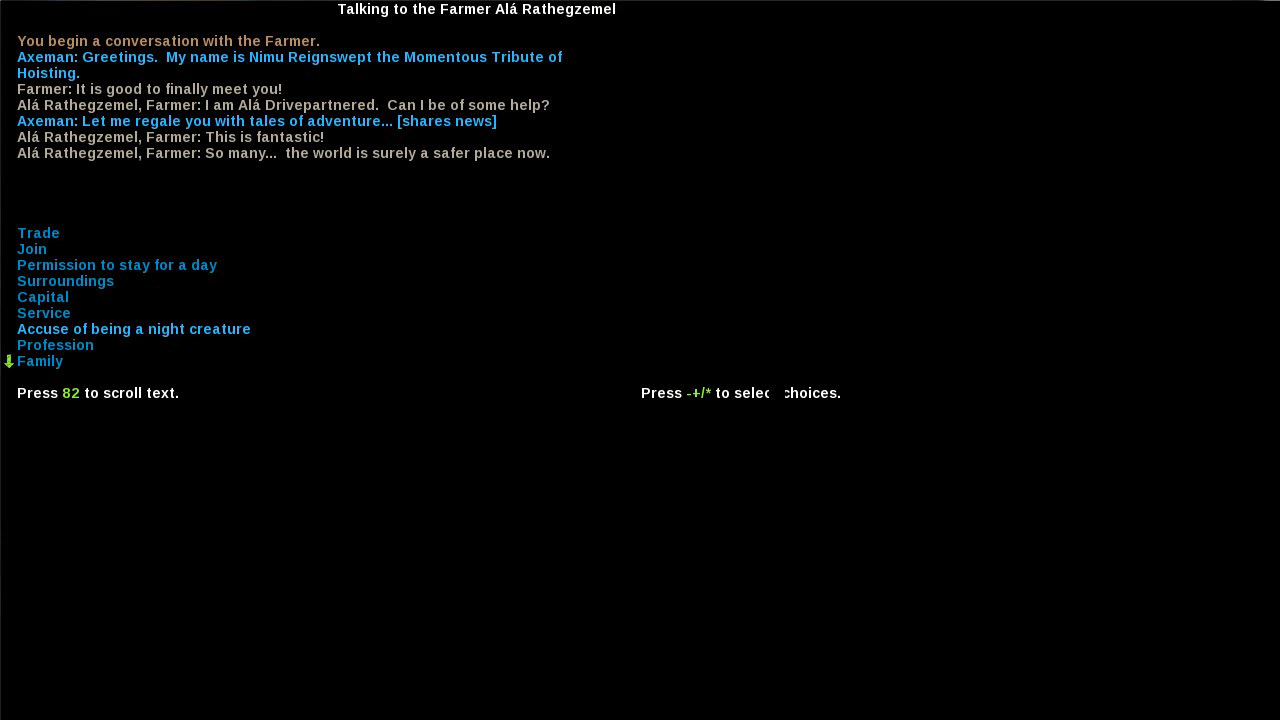 Talking to the Farmer Alá Rathegzemel
You begin a conversation with the Farmer.
Axeman: Greetings.  My name is Nimu Reignswept the Momentous Tribute of
Hoisting.
Farmer: It is good to finally meet you!
Alá Rathegzemel, Farmer: I am Alá Drivepartnered.  Can I be of some help?
Axeman: Let me regale you with tales of adventure... [shares news]
Alá Rathegzemel, Farmer: This is fantastic!
Alá Rathegzemel, Farmer: So many...  the world is surely a safer place now.
Trade
Join
Permission to stay for a day
Surroundings
Capital
Service
Accuse of being a night creature
Profession
Family
Press 82 to scroll text.
Press -+/* to selec choices.